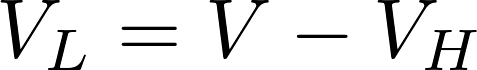 V_L = V - V_H